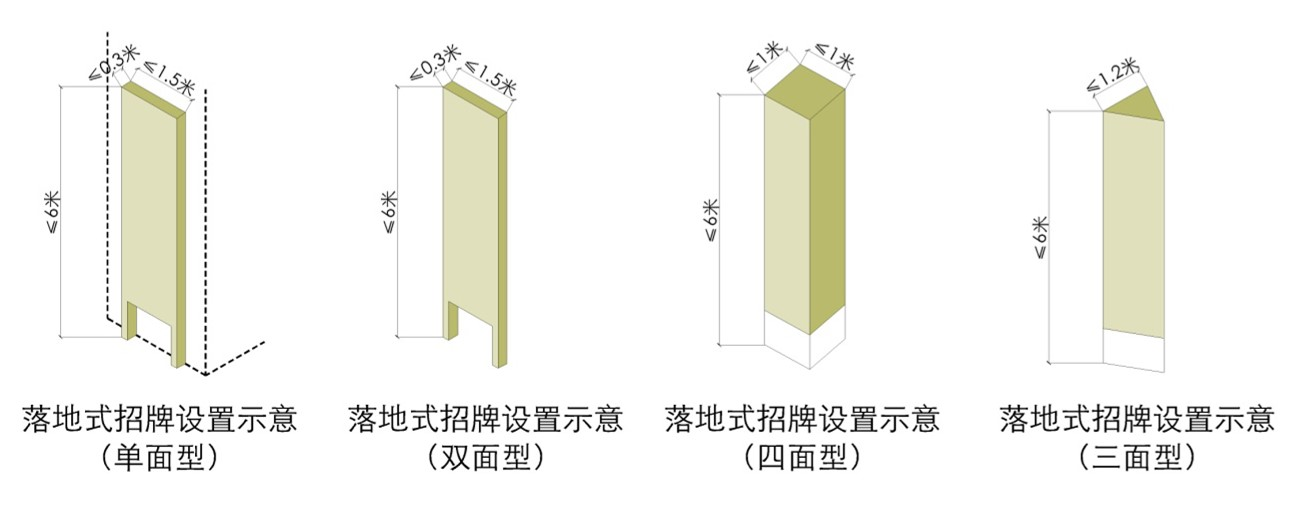 ≤0.3米
≤1.5米
≤6米
落地式招牌设置示意
（单面型）
≤0.3米
≤1.5米
≤6米
落地式招牌设置示意
（双面型）
≤1米
≤1米
≤6米
落地式招牌设置示意
（四面型）
≤1.2米
≤6米
落地式招牌设置示意
（三面型）